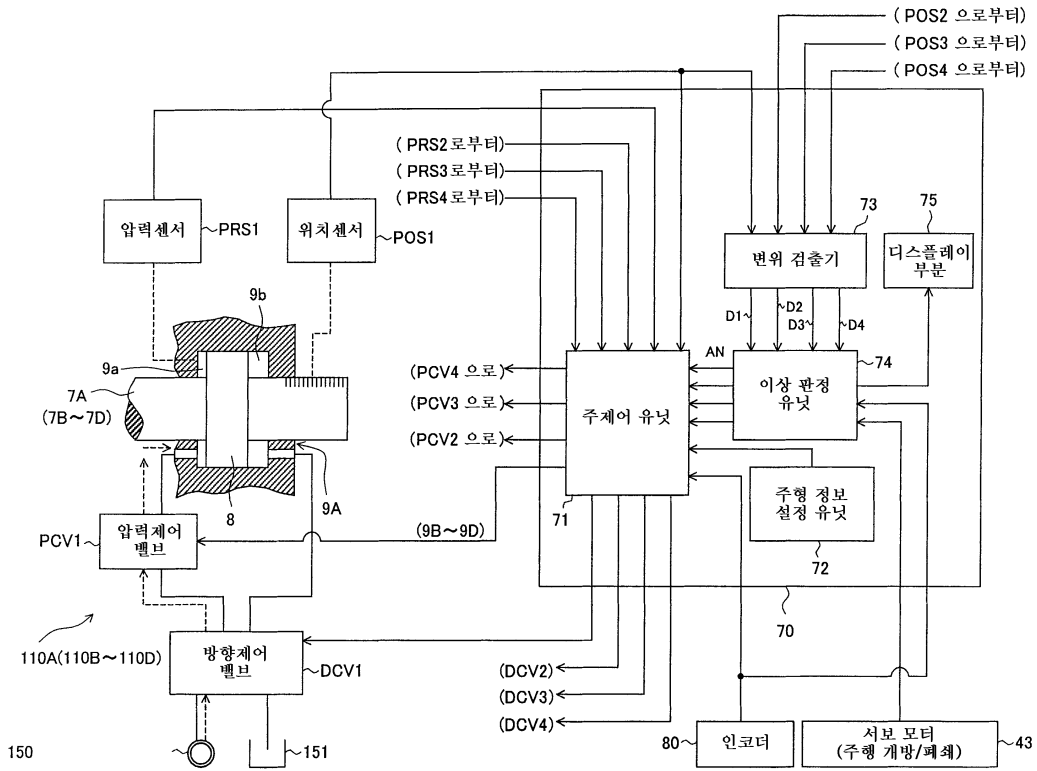 ( POS2 으로부터)
( POS3 으로부터)
( POS4 으로부터)
( PRS2로부터)
( PRS3로부터)
( PRS4로부터)
압력센서
PRS1
위치센서
POS1
73
변위 검출기
75
디스플레이
부분
D1
D2
D3
D4
9b
9a
7A
(7B~7D)
8
9A
AN
74
이상 판정
유닛
주제어 유닛
71
(PCV4 으로)
(PCV3 으로)
(PCV2 으로)
주형 정보
설정 유닛
72
PCV1
압력제어
밸브
(9B~9D)
70
110A(110B~110D)
방향제어
밸브
DCV1
(DCV2)
(DCV3)
(DCV4)
150
151
80
인코더
서보 모터
(주행 개방/폐쇄)
43